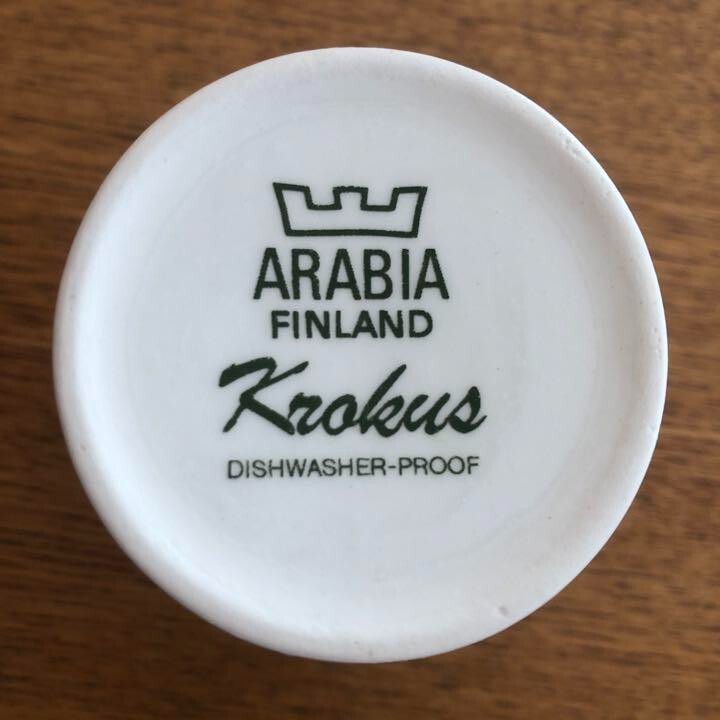 ARABIA
FINLAND
Krokus
DISHWASHER-PROOF